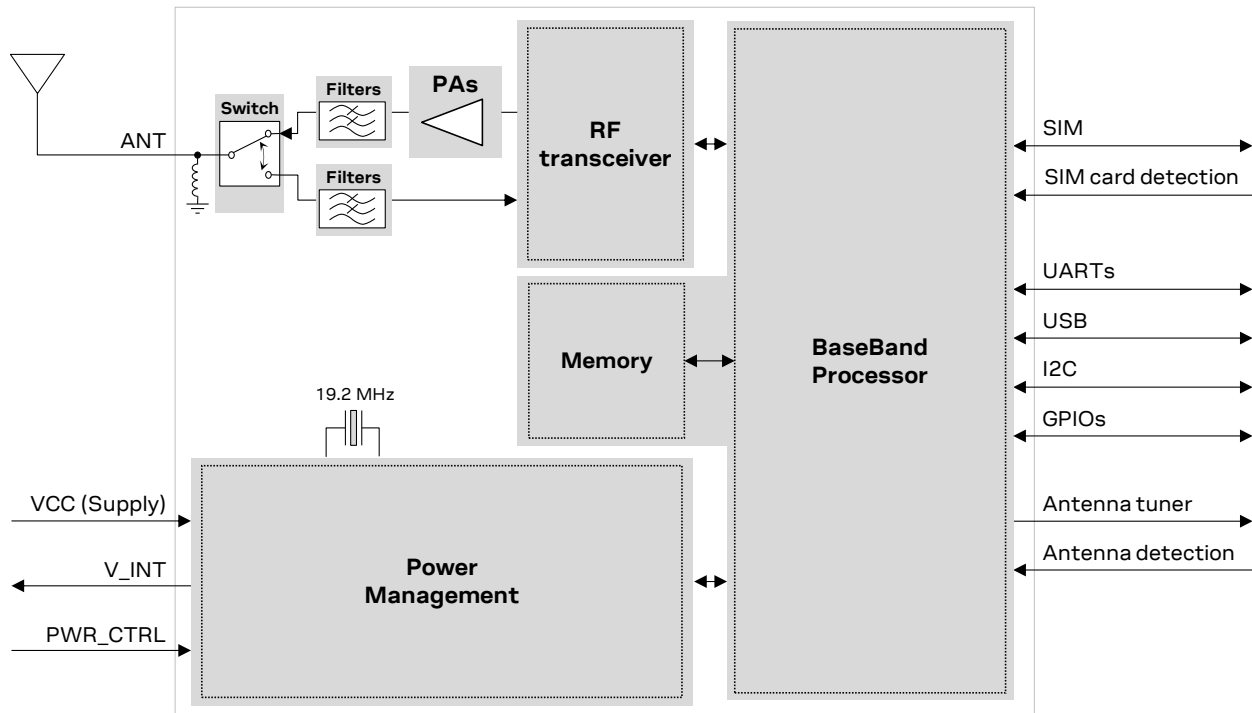 Switch
Filters
PAs
Filters
ANT
RF
transceiver
Memory
BaseBand
Processor
19.2 MHz
Power
Management
VCC (Supply)
V_INT
PWR_CTRL
SIM
SIM card detection
UARTs
USB
I2C
GPIOs
Antenna tuner
Antenna detection